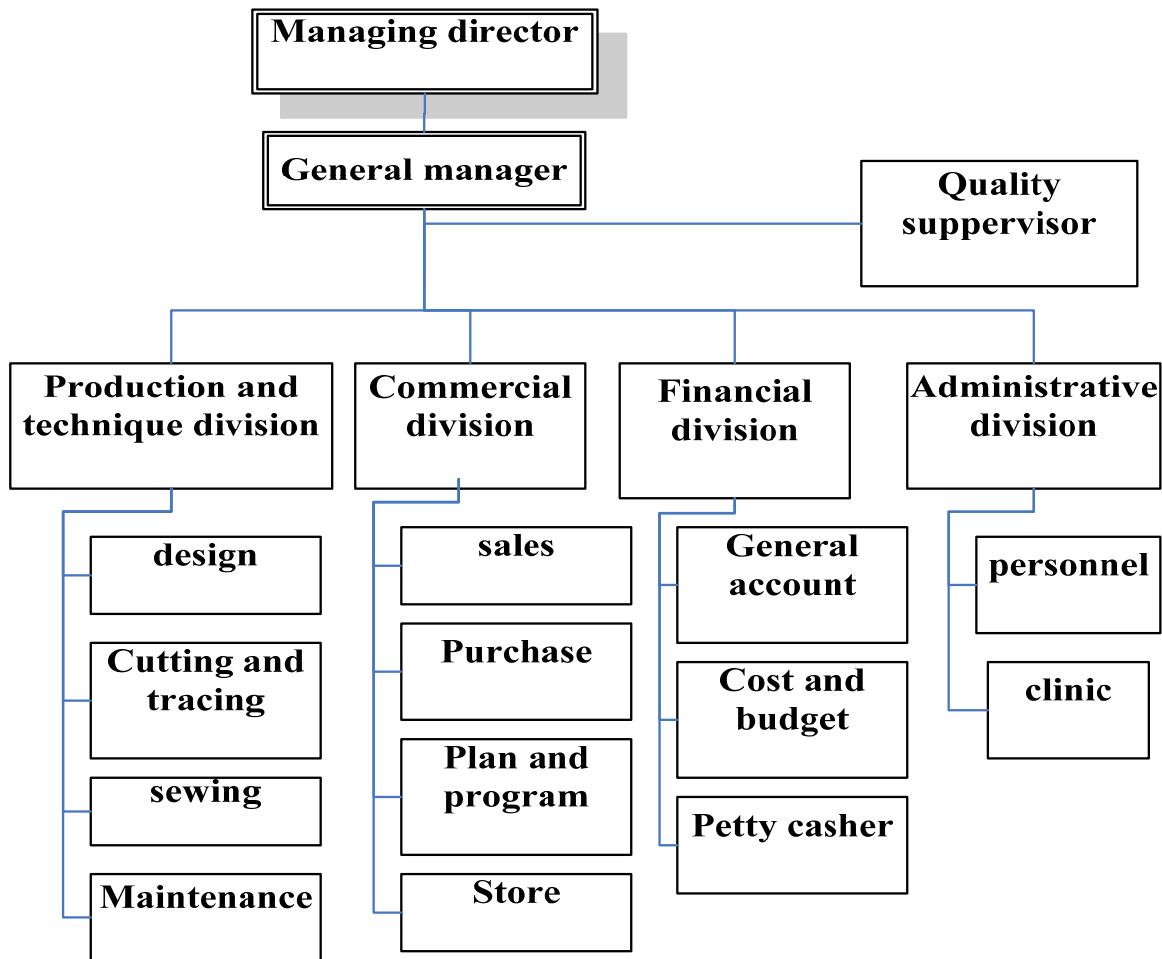 Managing director
General manager
Quality
suppervisor
Production and
technique division
Commercial
division
Financial
division
Administrative
division
design
Cutting and
tracing
sewing
Maintenance
sales
Purchase
Plan and
program
Store
General
account
Cost and
budget
Petty casher
personnel
clinic